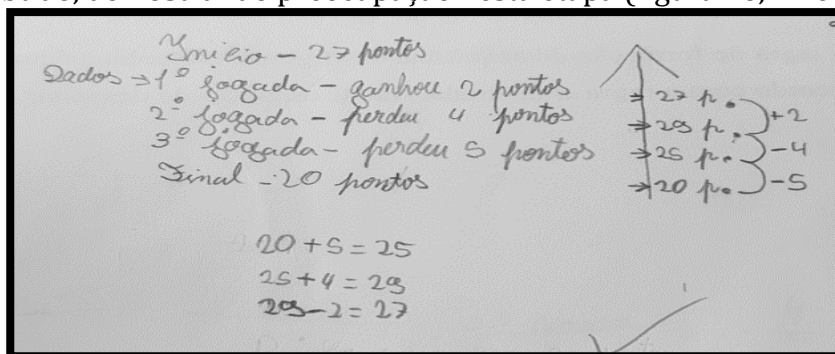 Início - 27 pontos
Dados → 1º jogada - ganhou 2 pontos
2º jogada - perdeu 4 pontos
3º jogada - perdeu 5 pontos
Final - 20 pontos
→ 27 p.
→ 29 p.
→ 25 p.
→ 20 p.
+2
-4
-5
20 + 5 = 25
25 + 4 = 29
29 - 2 = 27